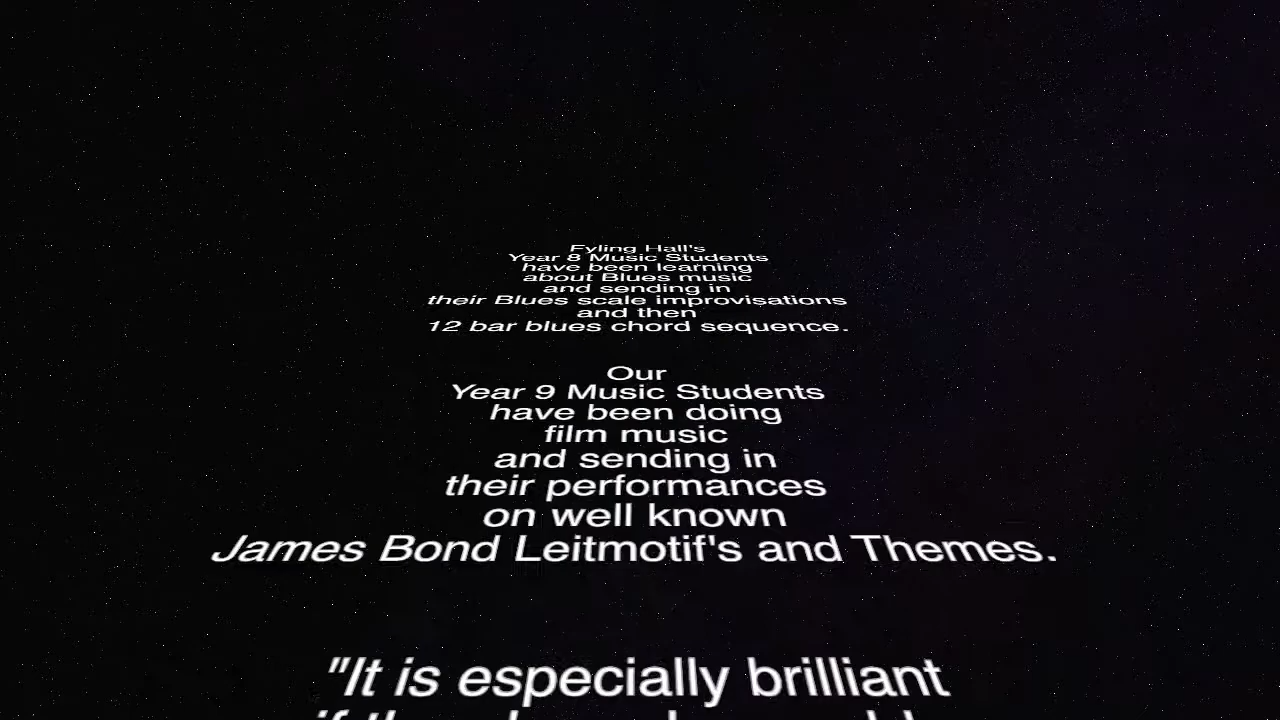 Fyling Hall's
Year 8 Music Students
have been learning
about Blues music
and sending in
their Blues scale improvisations
and then
12 bar blues chord sequence.
Our
Year 9 Music Students
have been doing
film music
and sending in
their performances
on well known
James Bond Leitmotif's and Themes.
"It is especially brilliant
if